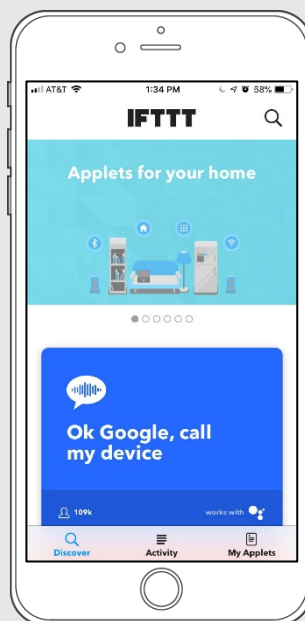 AT&T 1:34 PM 58%
IFTTT
Applets for your home
Ok Google, call
my device
109k works with
Discover Activity My Applets